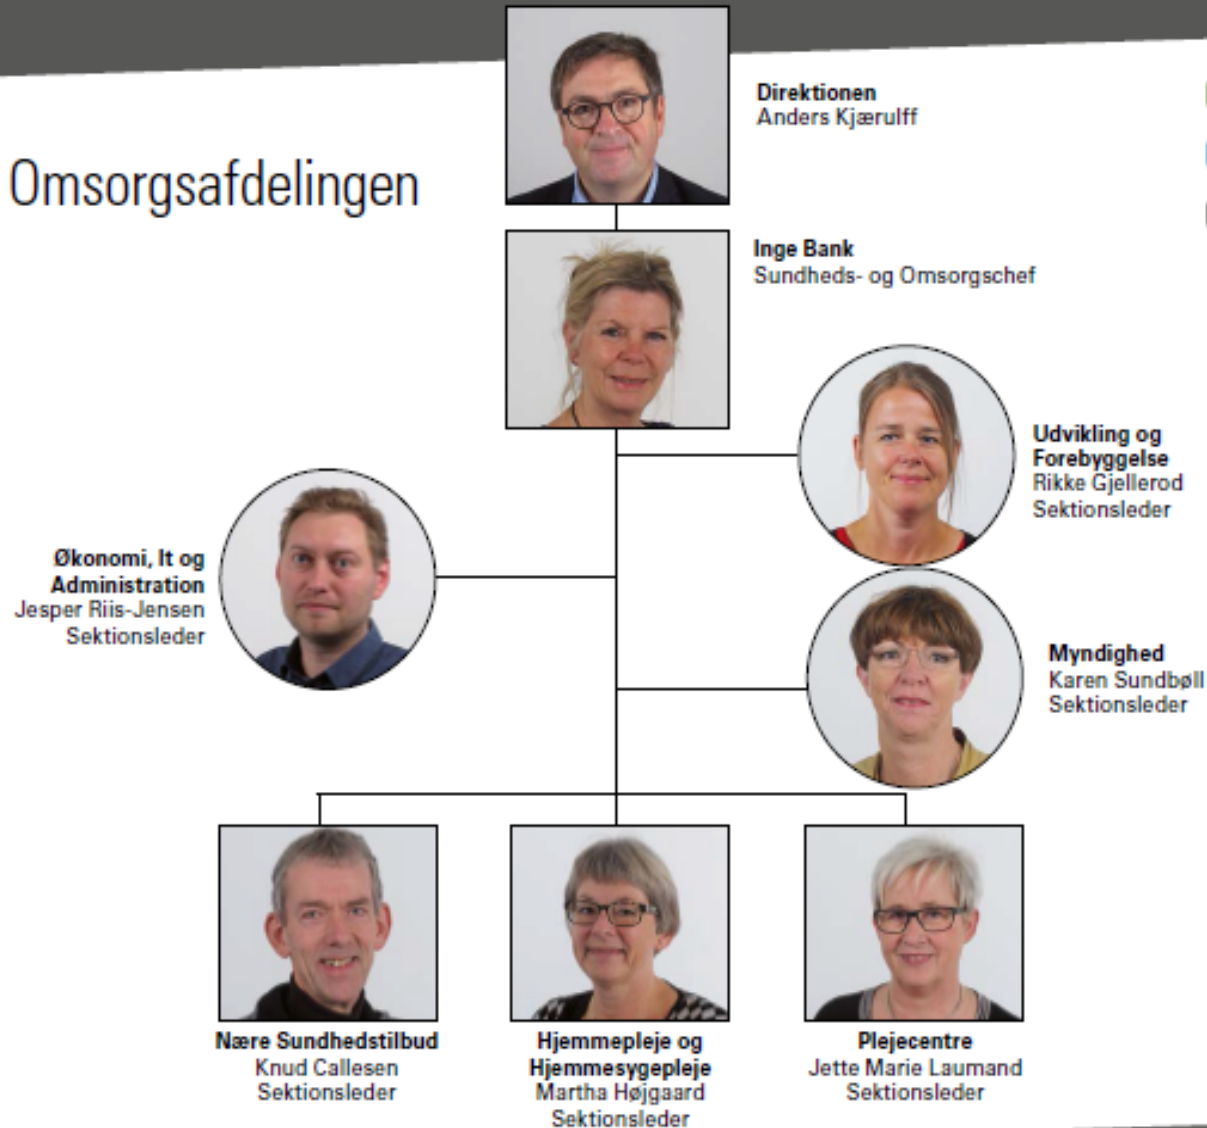 Direktionen
Anders Kjærulff
Omsorgsafdelingen
Inge Bank
Sundheds- og Omsorgschef
Udvikling og
Forebyggelse
Rikke Gjellerod
Sektionsleder
Økonomi, It og
Administration
Jesper Riis-Jensen
Sektionsleder
Myndighed
Karen Sundbøll
Sektionsleder
Nære Sundhedstilbud
Knud Callesen
Sektionsleder
Hjemmepleje og
Hjemmesygepleje
Martha Højgaard
Sektionsleder
Plejecentre
Jette Marie Laumand
Sektionsleder